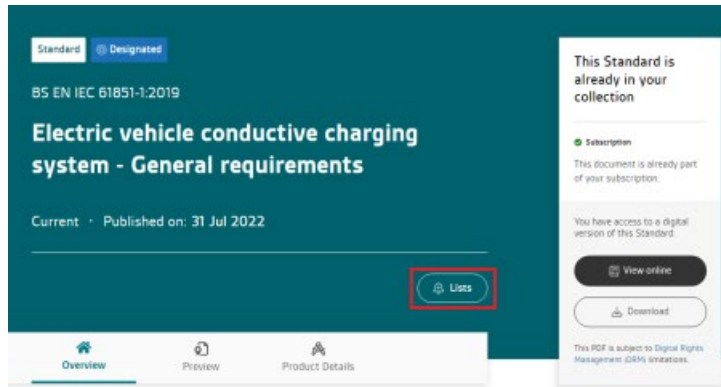 Standard Designated
BS EN IEC 61851-1:2019
Electric vehicle conductive charging
system - General requirements
Current · Published on: 31 Jul 2022
Lists
Overview Preview Product Details
This Standard is
already in your
collection
Subscription
This document is already part
of your subscription.
You have access to a digital
version of this Standard.
View online
Download
This PDF is subject to Digital Rights
Management (DRM) limitations.